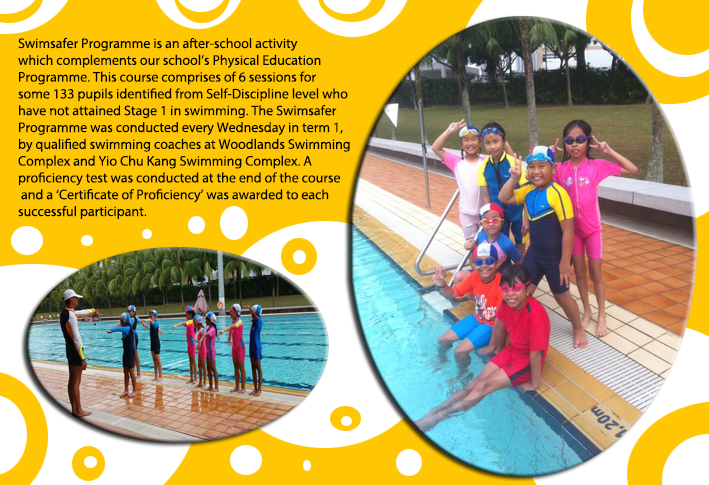 Swimsafer Programme is an after-school activity
which complements our school's Physical Education
Programme. This course comprises of 6 sessions for
some 133 pupils identified from Self-Discipline level who
have not attained Stage 1 in swimming. The Swimsafer
Programme was conducted every Wednesday in term 1,
by qualified swimming coaches at Woodlands Swimming
Complex and Yio Chu Kang Swimming Complex. A
proficiency test was conducted at the end of the course
and a 'Certificate of Proficiency' was awarded to each
successful participant.
1.20m